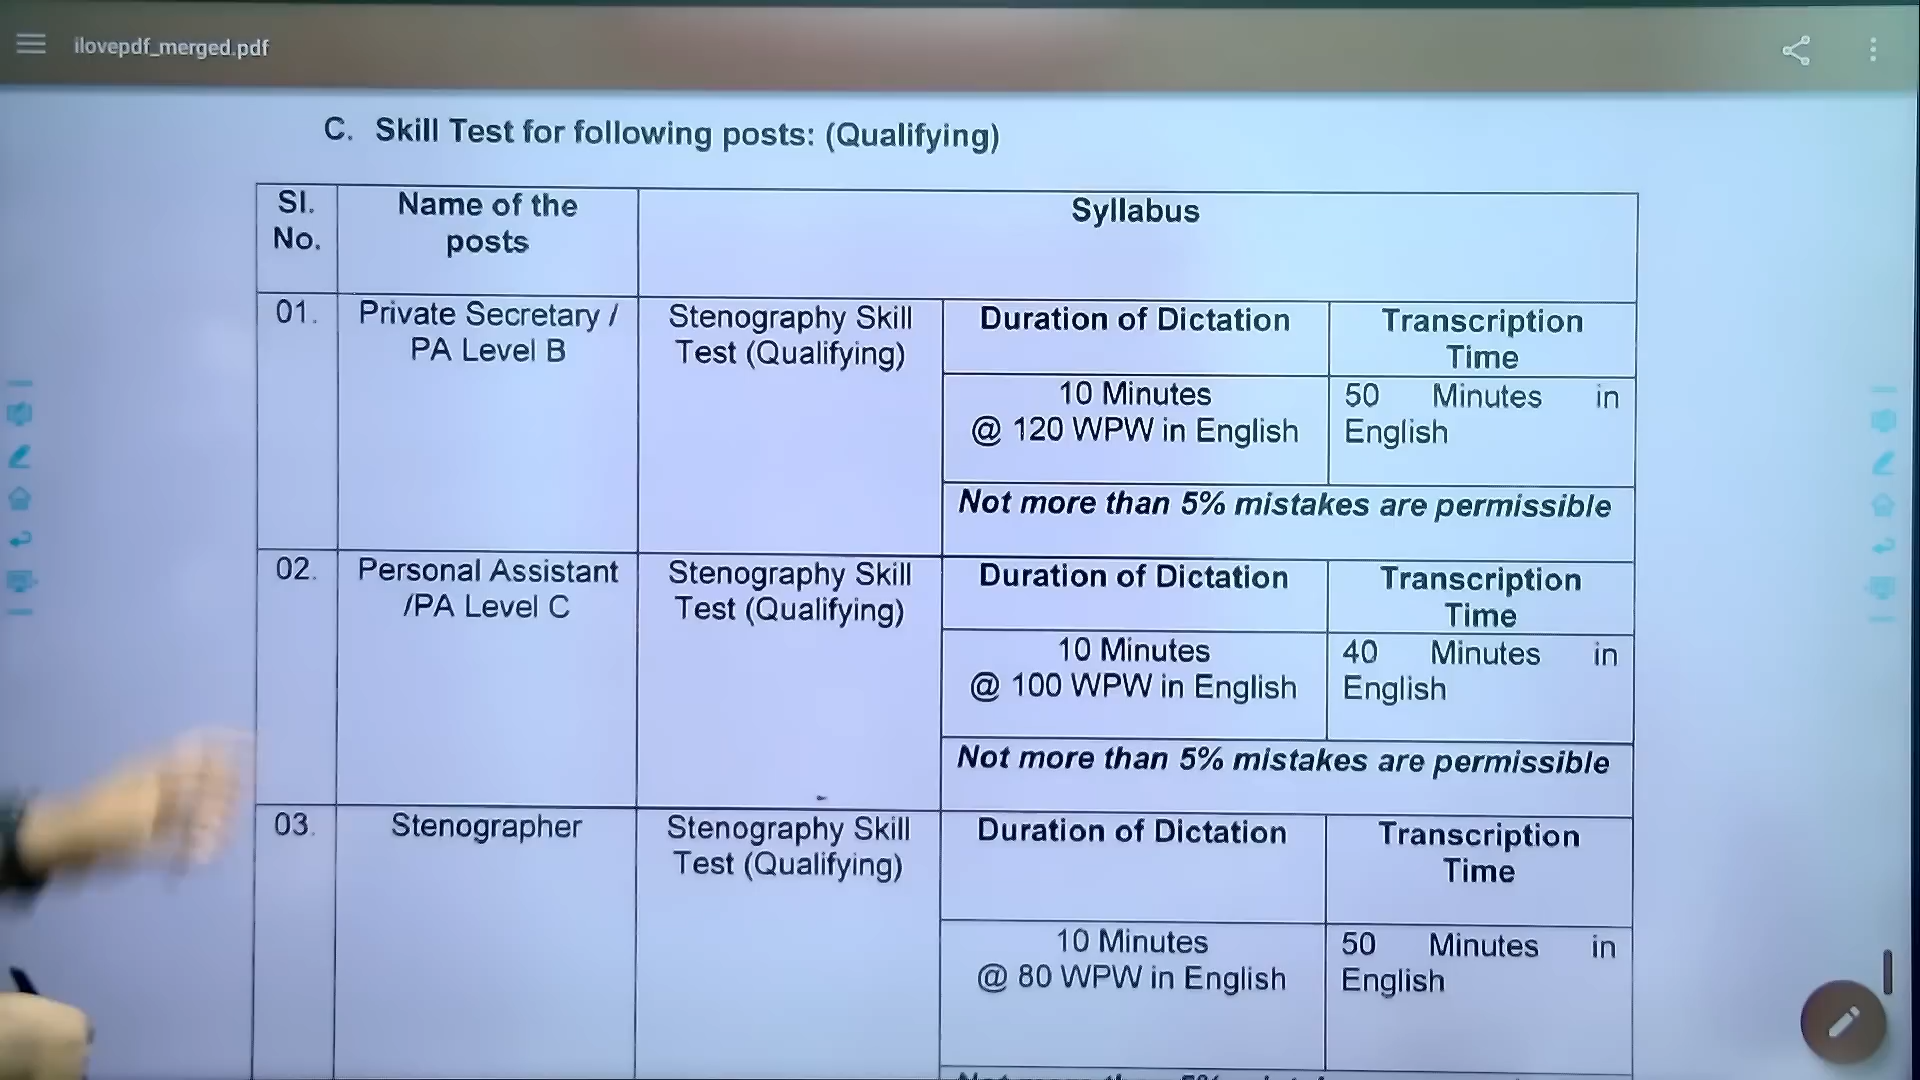 ilovepdf_merged.pdf
C. Skill Test for following posts: (Qualifying)
SI.
No.
Name of the
posts
Syllabus
01.
Private Secretary /
PA Level B
Stenography Skill
Test (Qualifying)
Duration of Dictation
Transcription
Time
10 Minutes
@ 120 WPW in English
50 Minutes in
English
Not more than 5% mistakes are permissible
02.
Personal Assistant
/PA Level C
Stenography Skill
Test (Qualifying)
Duration of Dictation
Transcription
Time
10 Minutes
@ 100 WPW in English
40 Minutes in
English
Not more than 5% mistakes are permissible
03.
Stenographer
Stenography Skill
Test (Qualifying)
Duration of Dictation
Transcription
Time
10 Minutes
@ 80 WPW in English
50 Minutes in
English